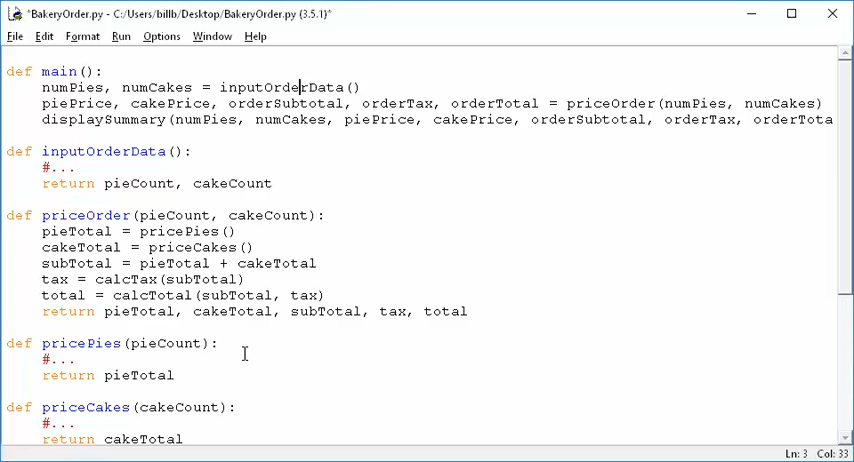 *BakeryOrder.py - C:/Users/billb/Desktop/BakeryOrder.py (3.5.1)*
File Edit Format Run Options Window Help
def main():
    numPies, numCakes = inputOrderData()
    piePrice, cakePrice, orderSubtotal, orderTax, orderTotal = priceOrder(numPies, numCakes)
    displaySummary(numPies, numCakes, piePrice, cakePrice, orderSubtotal, orderTax, orderTota
def inputOrderData():
    #...
    return pieCount, cakeCount
def priceOrder(pieCount, cakeCount):
    pieTotal = pricePies()
    cakeTotal = priceCakes()
    subTotal = pieTotal + cakeTotal
    tax = calcTax(subTotal)
    total = calcTotal(subTotal, tax)
    return pieTotal, cakeTotal, subTotal, tax, total
def pricePies(pieCount):
    #...
    return pieTotal
def priceCakes(cakeCount):
    #...
    return cakeTotal
Ln: 3 Col: 33